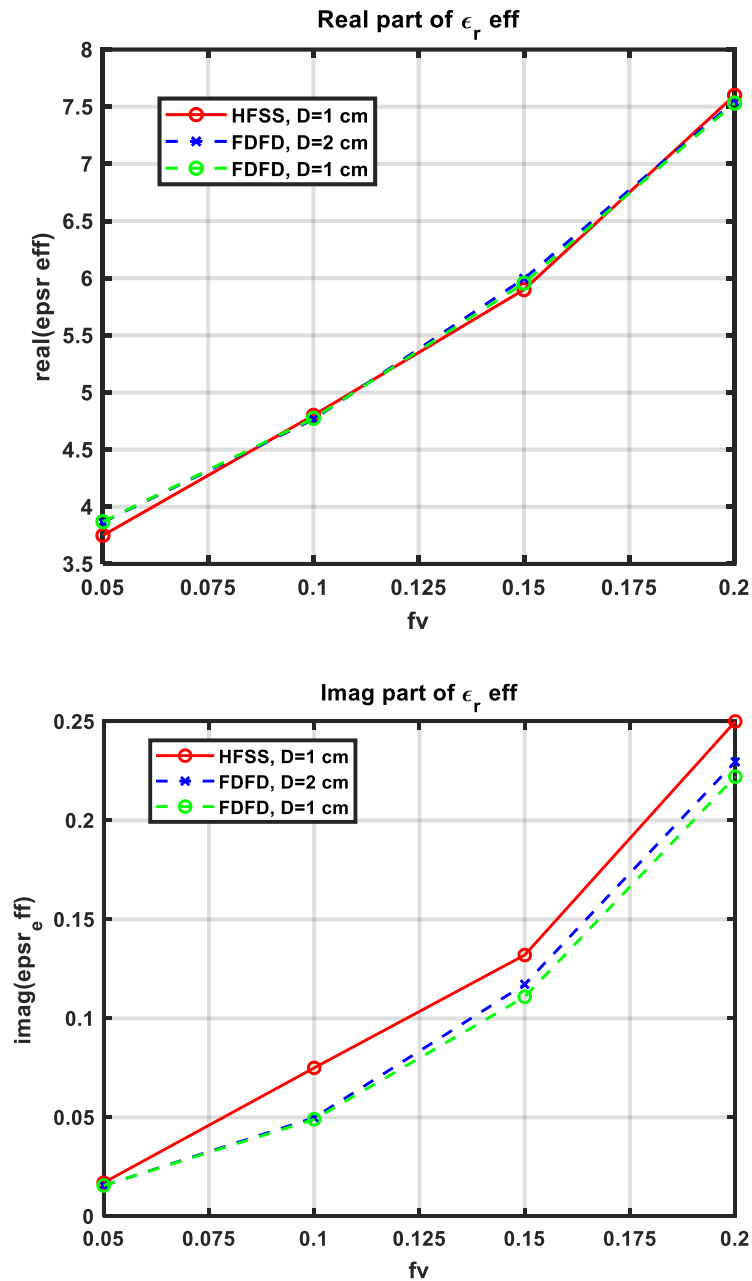 Real part of ϵr eff
8
7.5
7
6.5
6
5.5
5
4.5
4
3.5
real(epsr eff)
HFSS, D=1 cm
FDFD, D=2 cm
FDFD, D=1 cm
0.05 0.075 0.1 0.125 0.15 0.175 0.2
fv
Imag part of ϵr eff
0.25
0.2
0.15
0.1
0.05
0
imag(epsreff)
HFSS, D=1 cm
FDFD, D=2 cm
FDFD, D=1 cm
0.05 0.075 0.1 0.125 0.15 0.175 0.2
fv